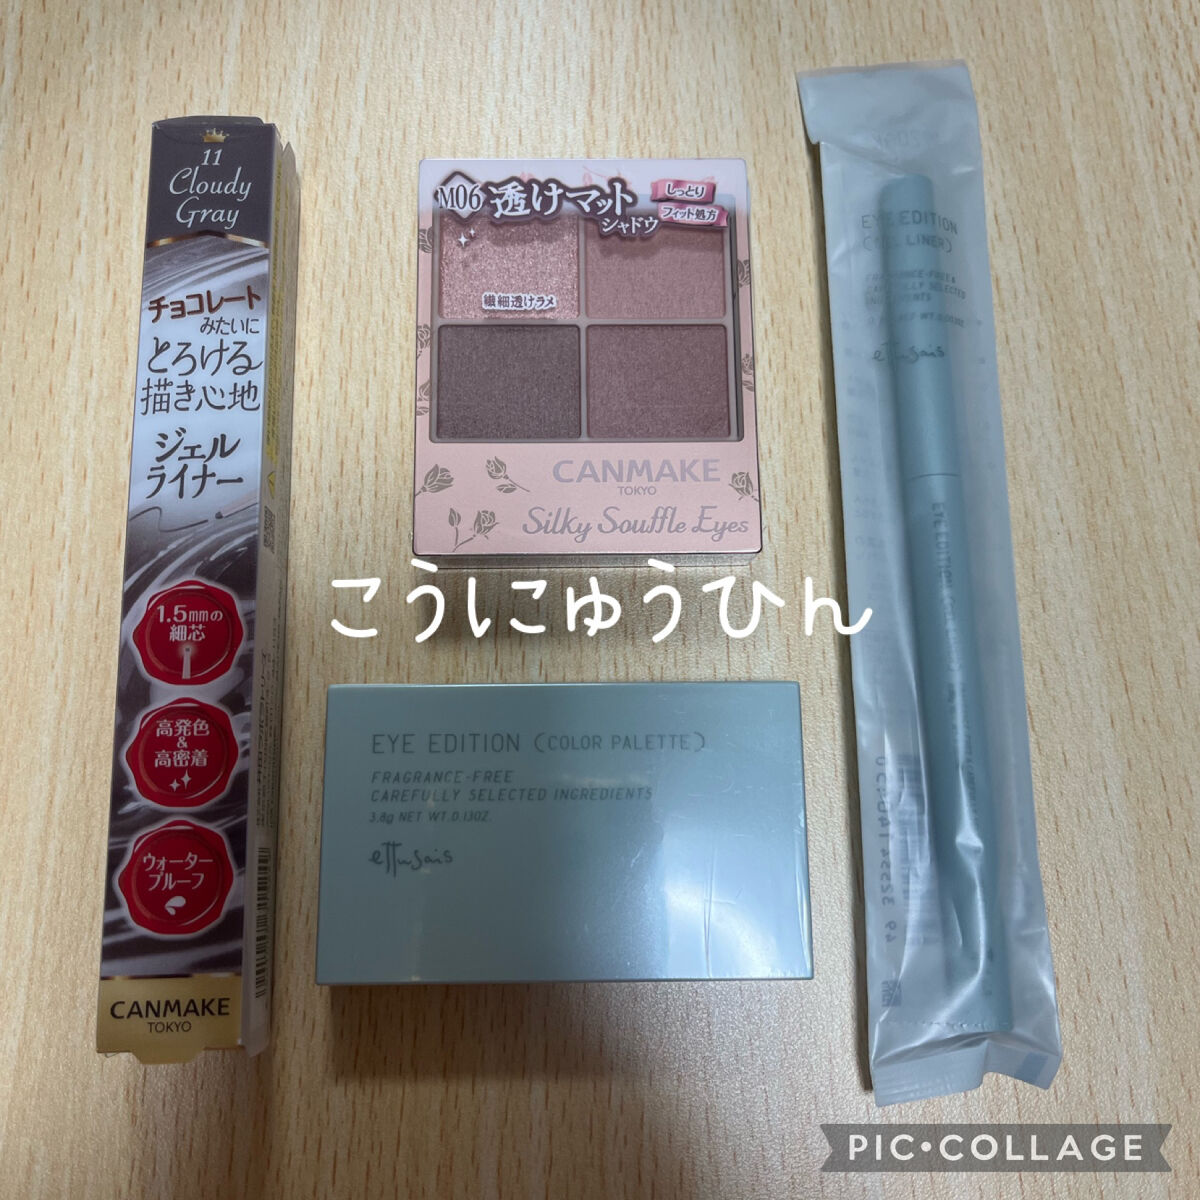 11
Cloudy
Gray
チョコレート
みたいに
とろける
描き心地
ジェル
ライナー
1.5mmの
細芯
高発色
&
高密着
ウォーター
プルーフ
CANMAKE
TOKYO
M06 透けマット
シャドウ
しっとり
フィット処方
繊細透けラメ
CANMAKE
TOKYO
Silky Souffle Eyes
こうにゅうひん
EYE EDITION (COLOR PALETTE)
FRAGRANCE-FREE
CAREFULLY SELECTED INGREDIENTS
3.8g NET WT.0.13OZ.
ettusais
EYE EDITION
(GEL LINER)
FRAGRANCE-FREE &
CAREFULLY SELECTED
INGREDIENTS
ettusais
EYE EDITION
PIC•COLLAGE